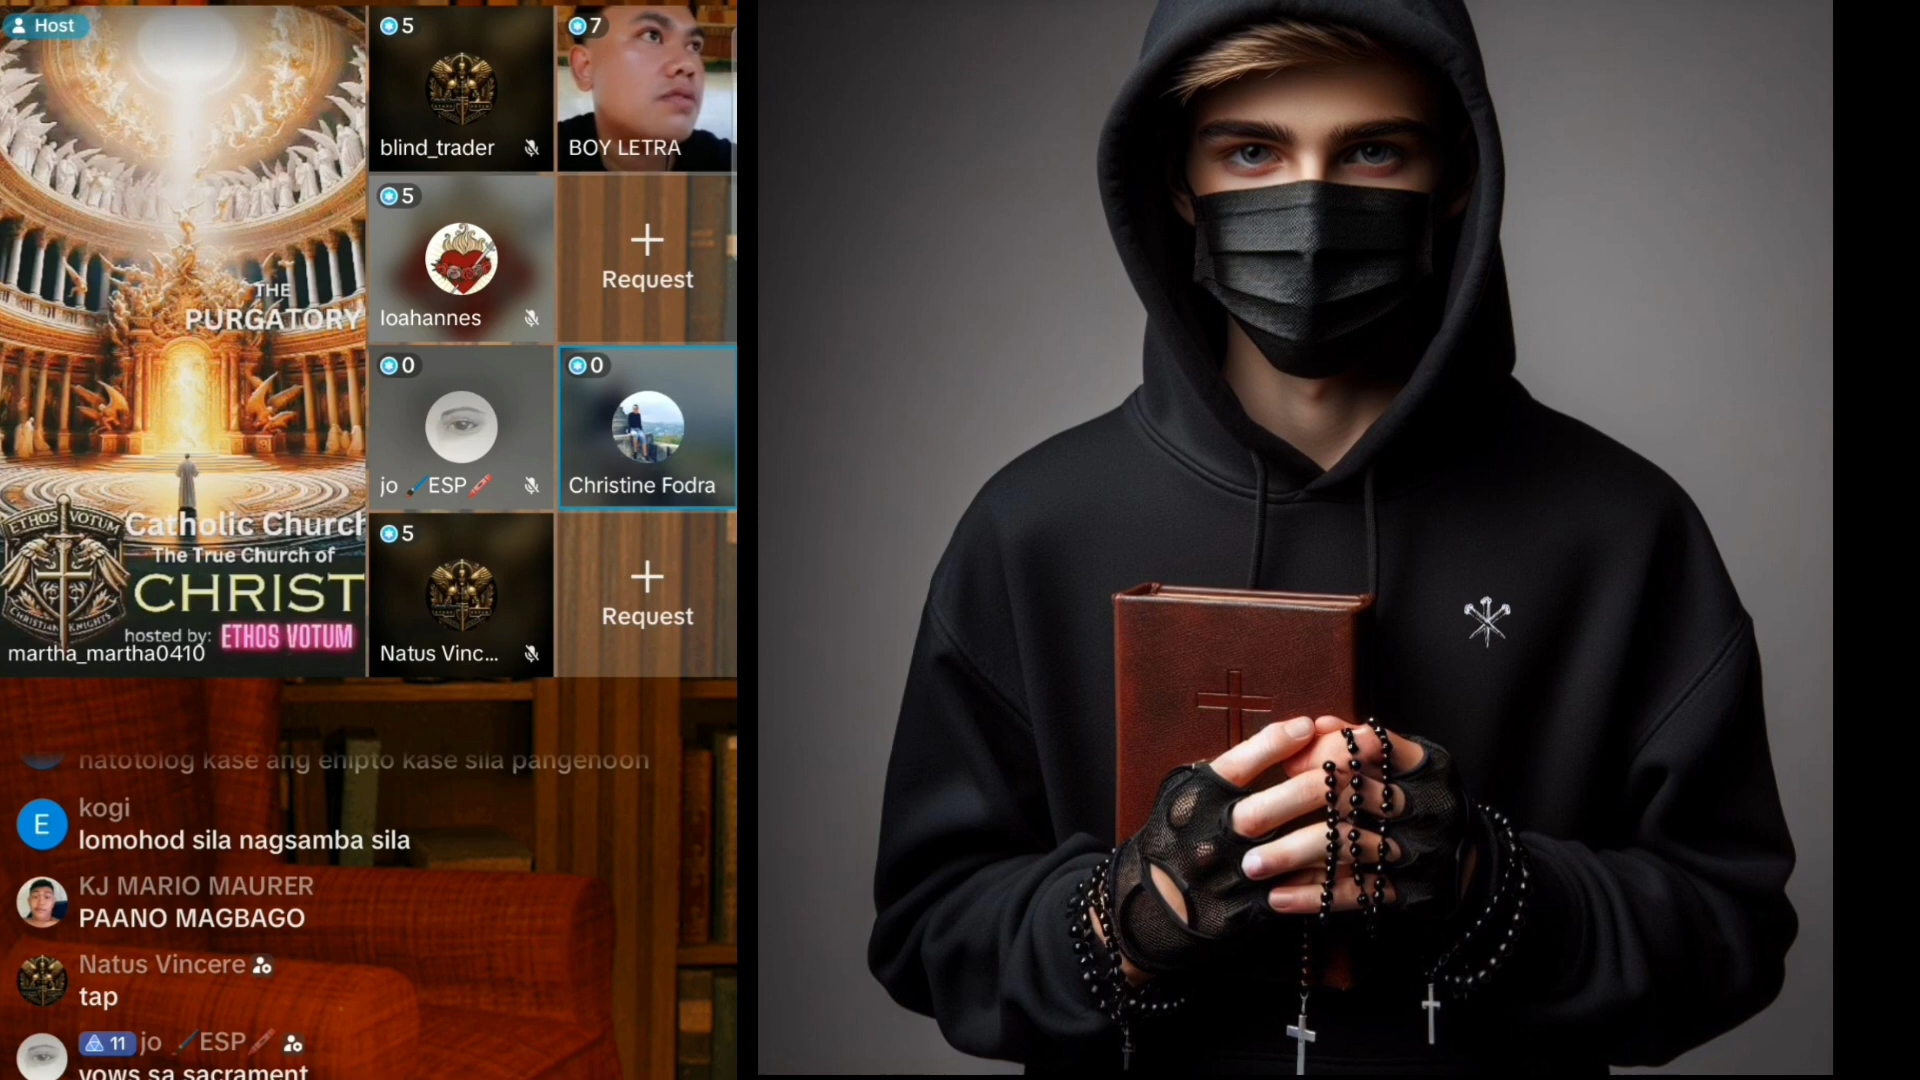 Host
THE
PURGATORY
ETHOS VOTUM
CHRISTIAN KNIGHTS
Catholic Church
The True Church of
CHRIST
hosted by: ETHOS VOTUM
martha_martha0410
5
blind_trader
7
BOY LETRA
5
Ioahannes
+
Request
0
jo ESP
0
Christine Fodra
5
Natus Vinc...
+
Request
natotolog kase ang ehipto kase sila pangenoon
E
kogi
lomohod sila nagsamba sila
KJ MARIO MAURER
PAANO MAGBAGO
Natus Vincere
tap
11 jo ESP
vows sa sacrament